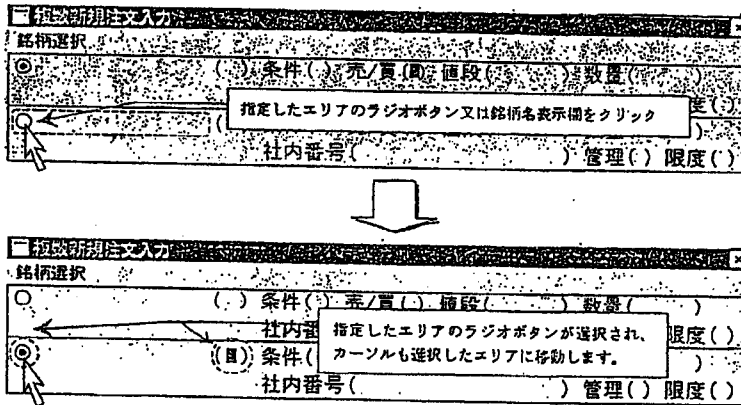 複数新規注文入力
銘柄選択
( ) 条件( ) 売/買( ) 値段( ) 数量( )
指定したエリアのラジオボタン又は銘柄名表示欄をクリック
度( )
社内番号( ) 管理( ) 限度( )
複数新規注文入力
銘柄選択
( ) 条件( ) 売/買( ) 値段( ) 数量( )
社内番 限度( )
指定したエリアのラジオボタンが選択され、
カーソルも選択したエリアに移動します。
条件(
社内番号( ) 管理( ) 限度( )